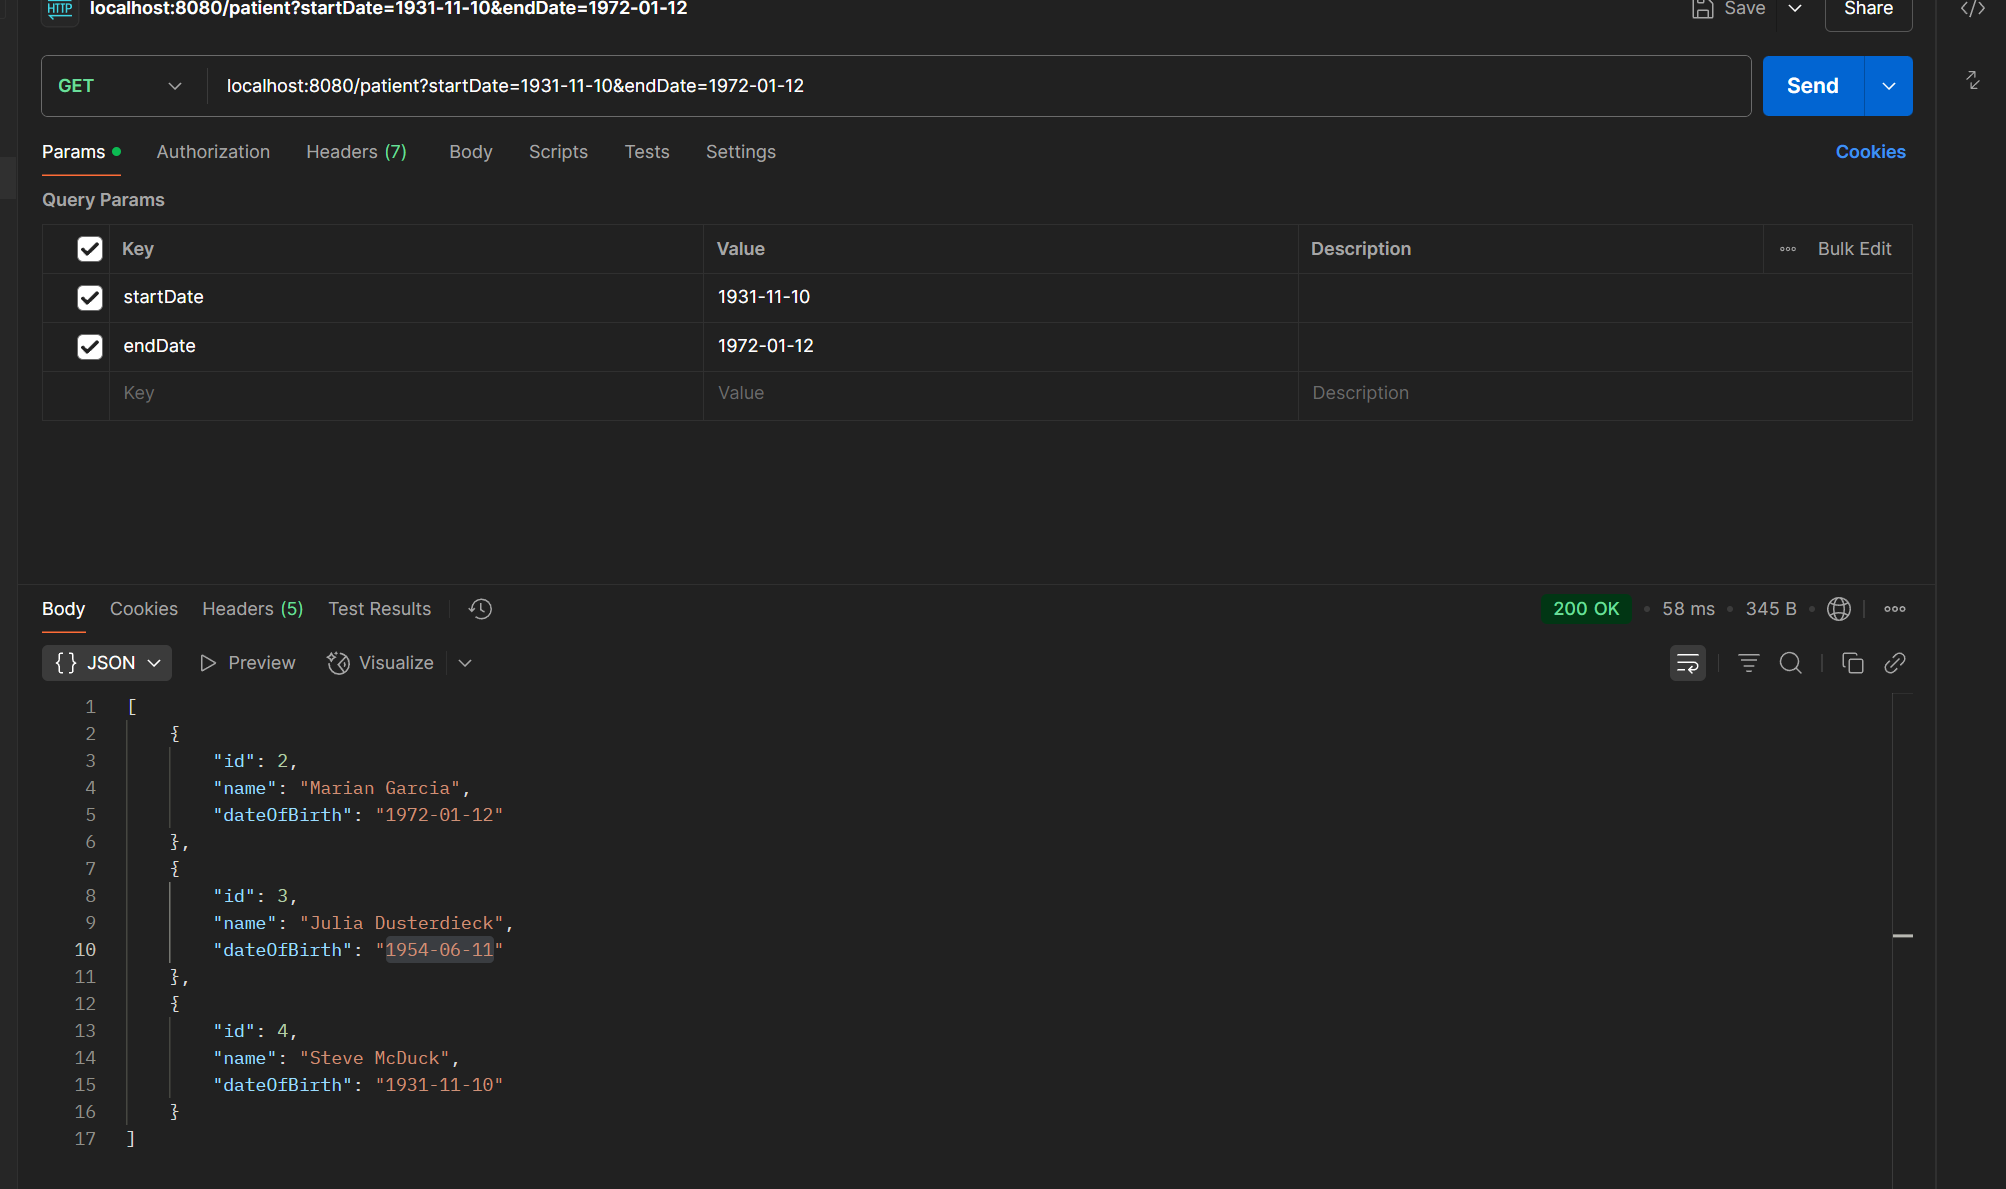 HTTP localhost:8080/patient?startDate=1931-11-10&endDate=1972-01-12 Save Share </>
GET localhost:8080/patient?startDate=1931-11-10&endDate=1972-01-12 Send
Params Authorization Headers (7) Body Scripts Tests Settings Cookies
Query Params
Key Value Description Bulk Edit
startDate 1931-11-10
endDate 1972-01-12
Key Value Description
Body Cookies Headers (5) Test Results 200 OK • 58 ms • 345 B •
{} JSON Preview Visualize
1 [
2 {
3 "id": 2,
4 "name": "Marian Garcia",
5 "dateOfBirth": "1972-01-12"
6 },
7 {
8 "id": 3,
9 "name": "Julia Dusterdieck",
10 "dateOfBirth": "1954-06-11"
11 },
12 {
13 "id": 4,
14 "name": "Steve McDuck",
15 "dateOfBirth": "1931-11-10"
16 }
17 ]